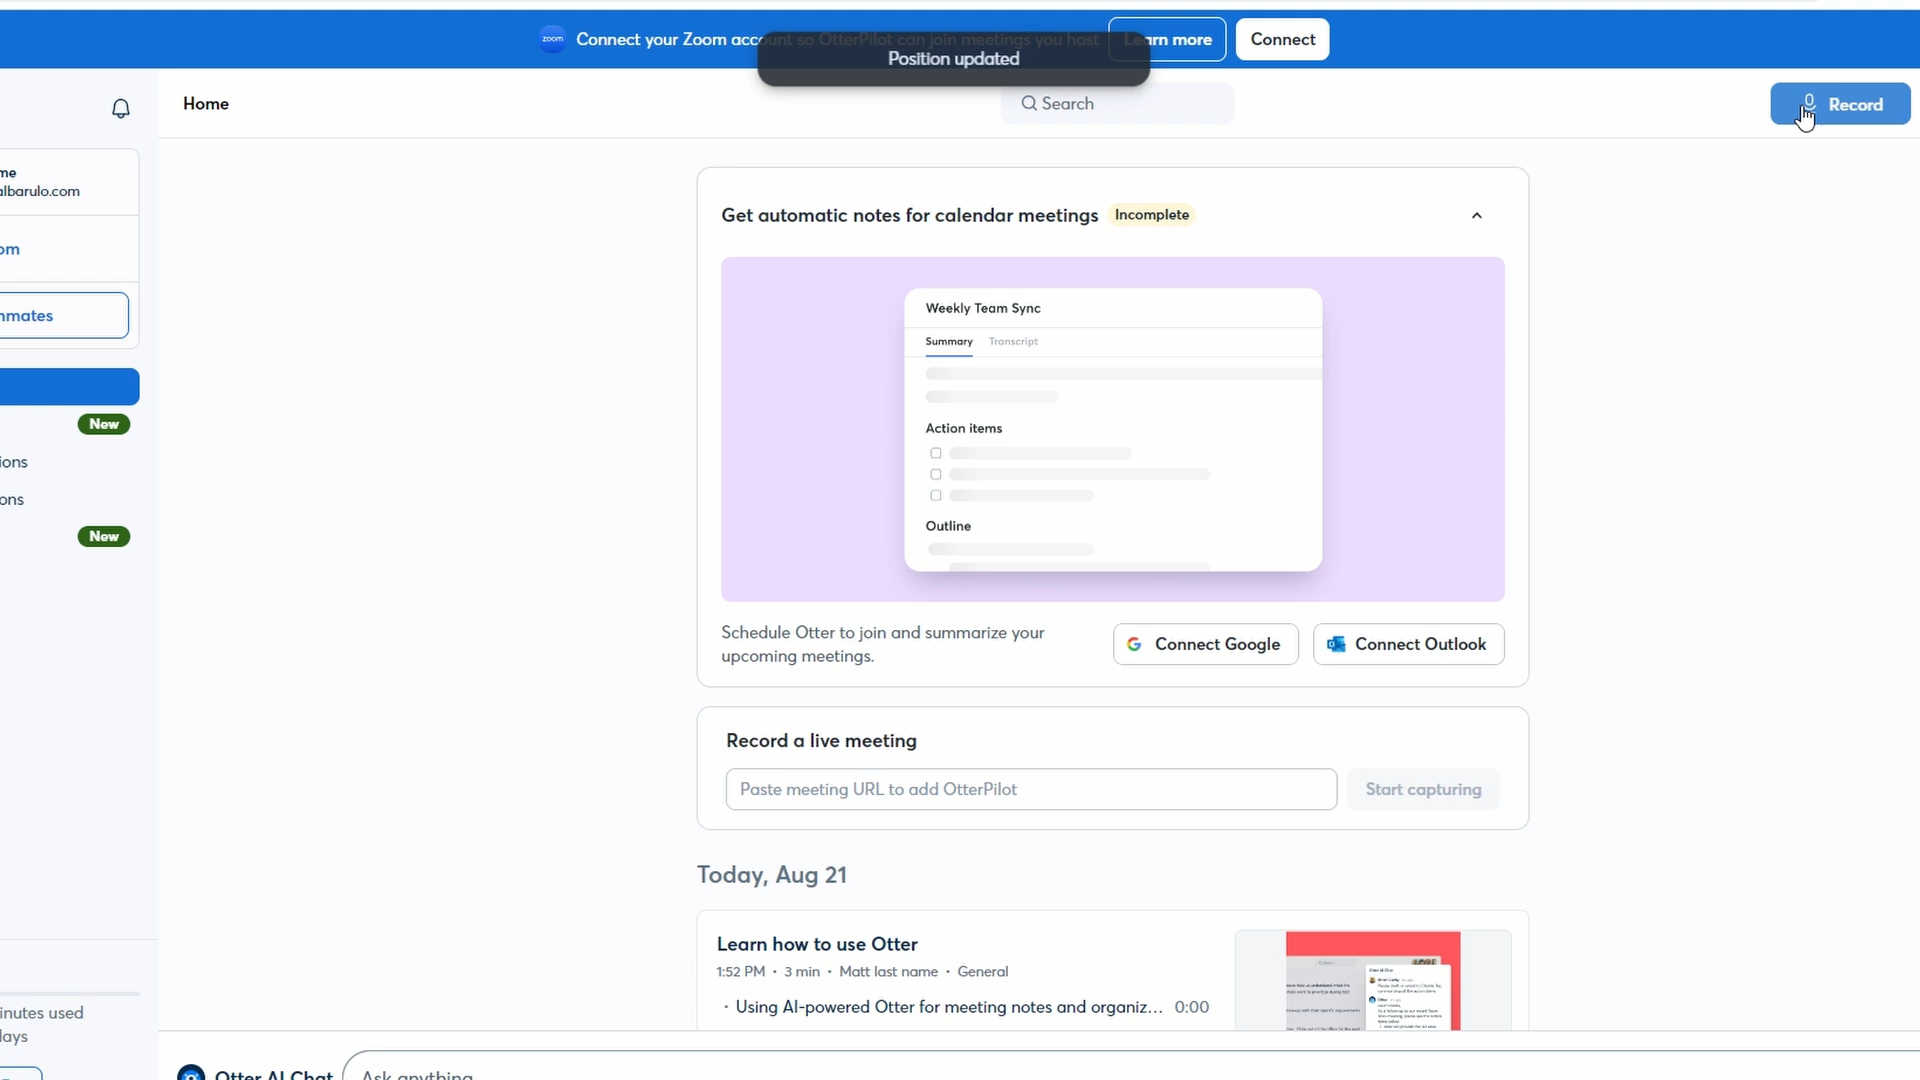 zoom Connect your Zoom account so OtterPilot can join meetings you host Learn more Connect
Position updated
Home
Search
Record
me
albarulo.com
om
nmates
New
ions
ons
New
inutes used
lays
Get automatic notes for calendar meetings Incomplete
Weekly Team Sync
Summary Transcript
Action items
Outline
Schedule Otter to join and summarize your
upcoming meetings.
Connect Google Connect Outlook
Record a live meeting
Paste meeting URL to add OtterPilot Start capturing
Today, Aug 21
Learn how to use Otter
1:52 PM · 3 min · Matt last name · General
· Using AI-powered Otter for meeting notes and organiz... 0:00
Otter AI Chat Ask anything